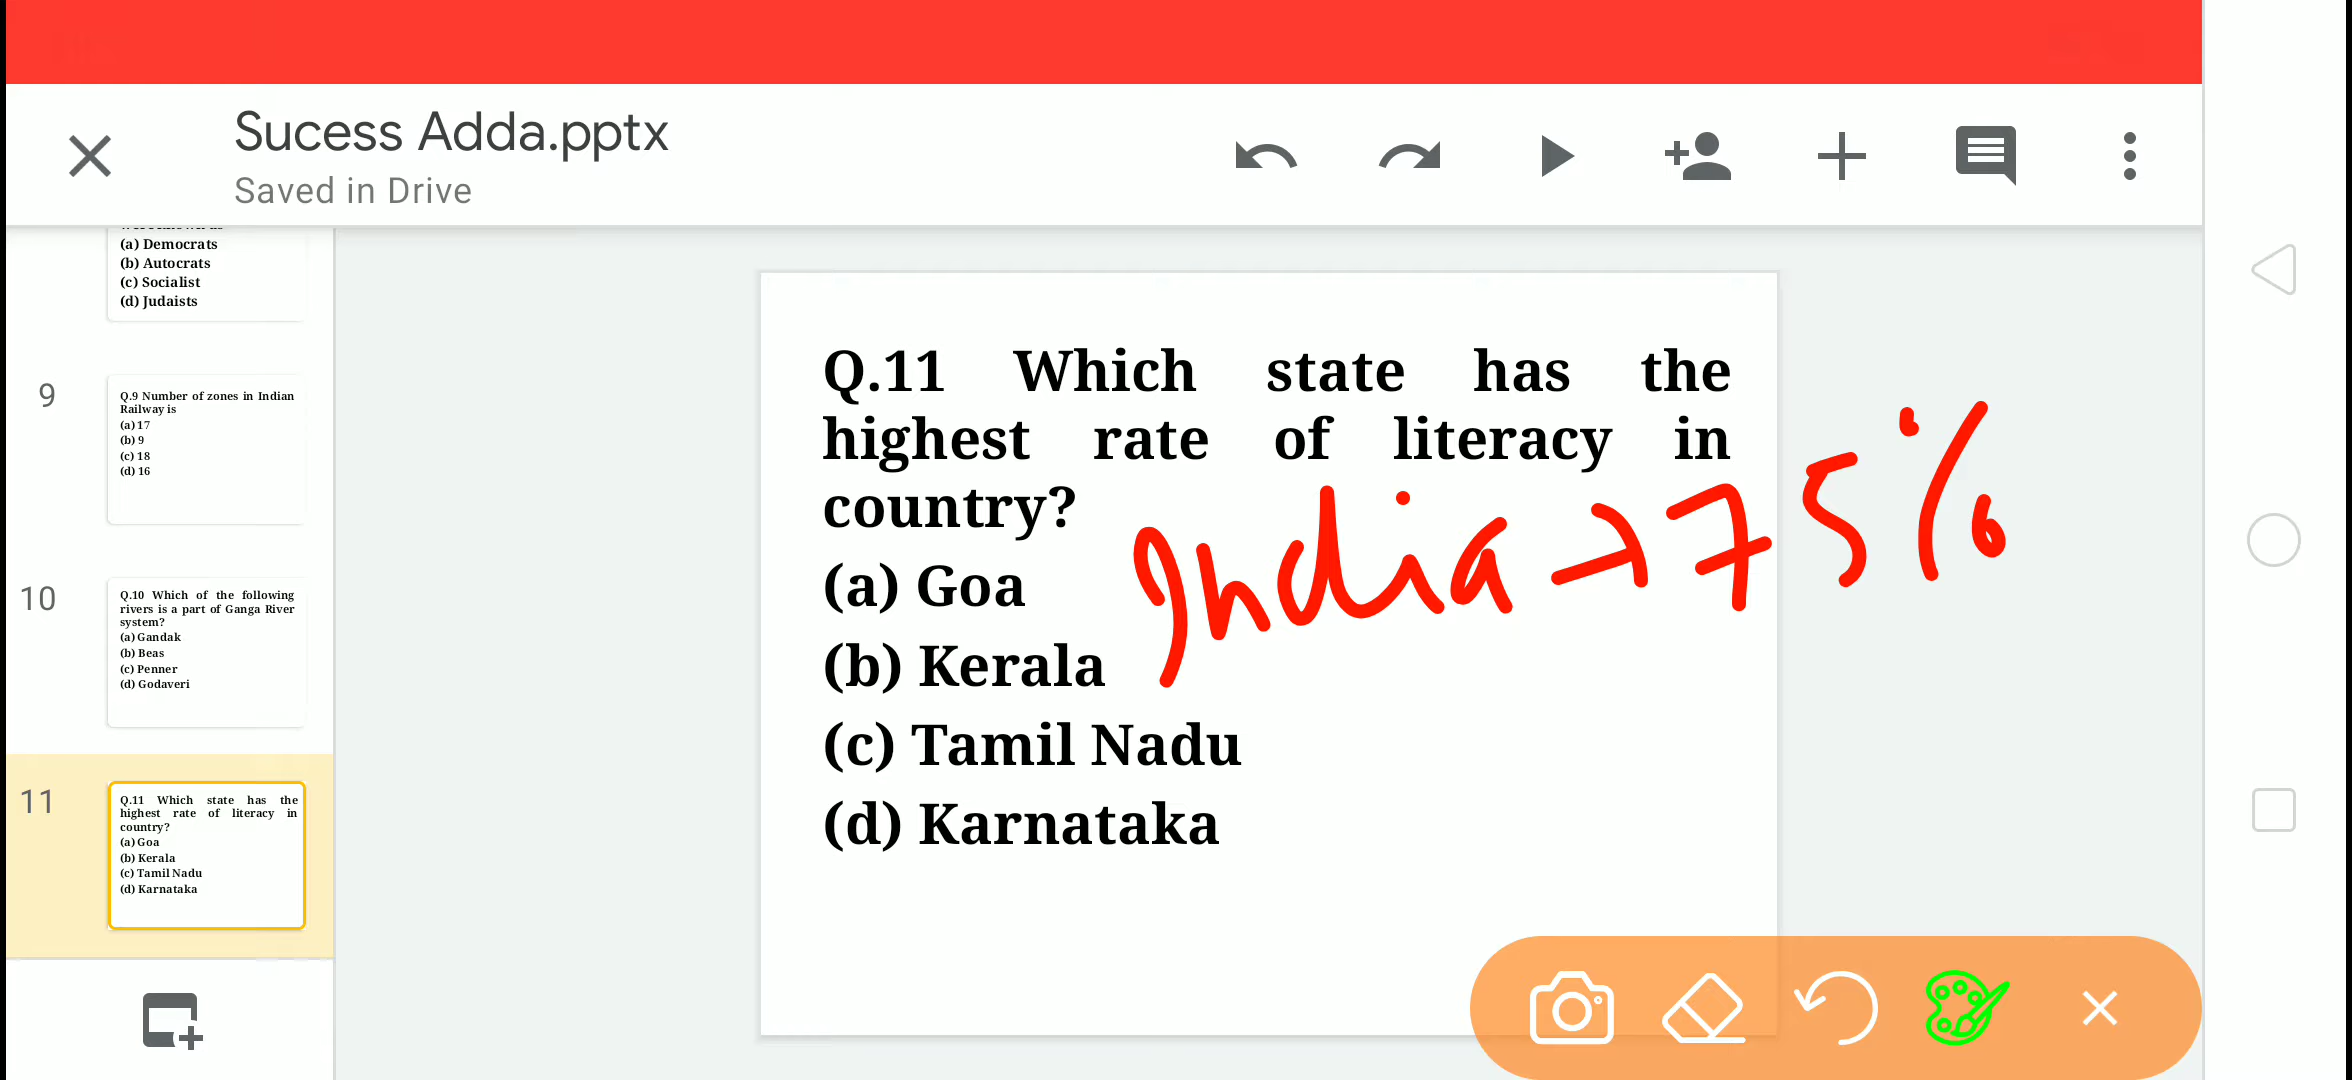 Sucess Adda.pptx
Saved in Drive
(a) Democrats
(b) Autocrats
(c) Socialist
(d) Judaists
9
Q.9 Number of zones in Indian
Railway is
(a) 17
(b) 9
(c) 18
(d) 16
10
Q.10 Which of the following
rivers is a part of Ganga River
system?
(a) Gandak
(b) Beas
(c) Penner
(d) Godaveri
11
Q.11 Which state has the
highest rate of literacy in
country?
(a) Goa
(b) Kerala
(c) Tamil Nadu
(d) Karnataka
Q.11 Which state has the
highest rate of literacy in
country?
(a) Goa
(b) Kerala
(c) Tamil Nadu
(d) Karnataka
India → 75%